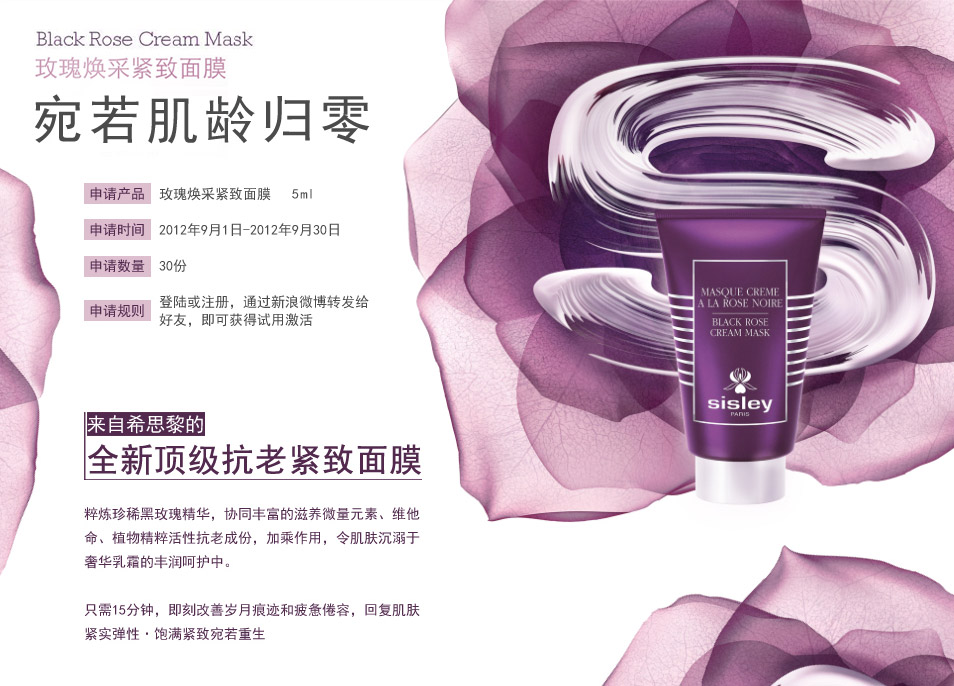 Black Rose Cream Mask
玫瑰焕采紧致面膜
宛若肌龄归零
申请产品 玫瑰焕采紧致面膜 5ml
申请时间 2012年9月1日-2012年9月30日
申请数量 30份
申请规则 登陆或注册，通过新浪微博转发给
好友，即可获得试用激活
来自希思黎的
全新顶级抗老紧致面膜
粹炼珍稀黑玫瑰精华，协同丰富的滋养微量元素、维他
命、植物精粹活性抗老成份，加乘作用，令肌肤沉溺于
奢华乳霜的丰润呵护中。
只需15分钟，即刻改善岁月痕迹和疲惫倦容，回复肌肤
紧实弹性·饱满紧致宛若重生
MASQUE CREME
A LA ROSE NOIRE
BLACK ROSE
CREAM MASK
sisley
PARIS